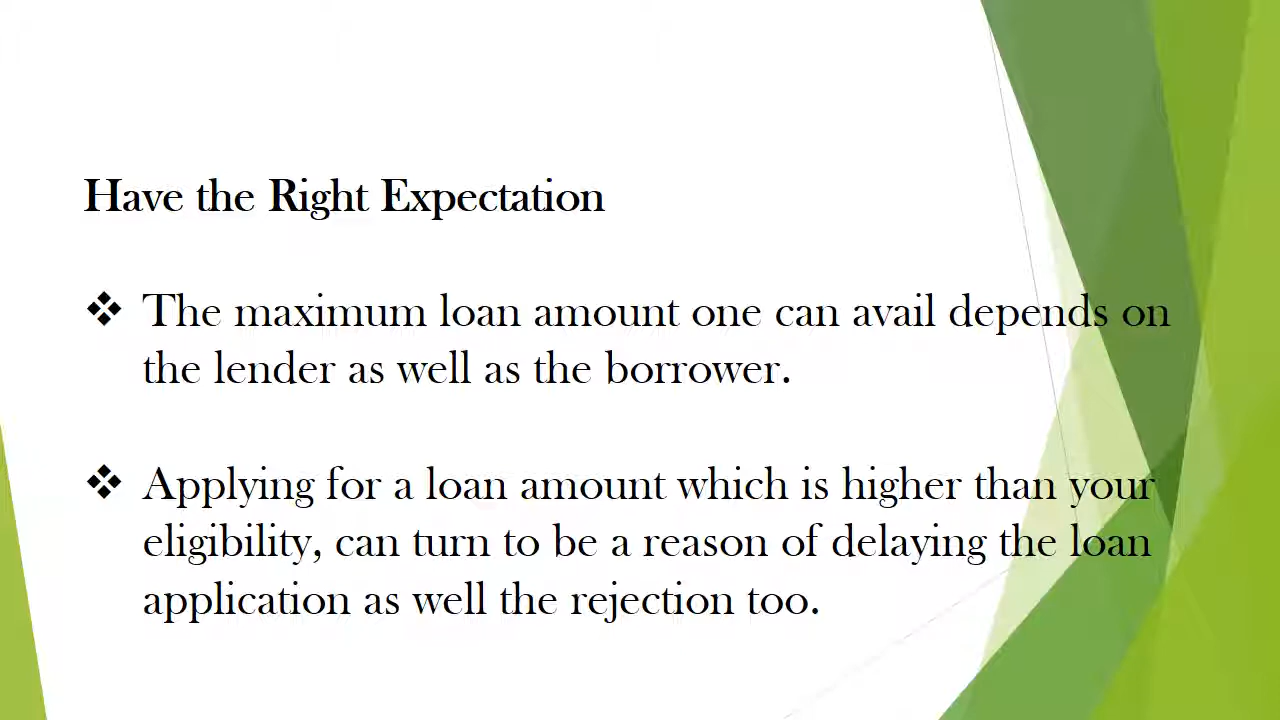 Have the Right Expectation
❖ The maximum loan amount one can avail depends on
the lender as well as the borrower.
❖ Applying for a loan amount which is higher than your
eligibility, can turn to be a reason of delaying the loan
application as well the rejection too.